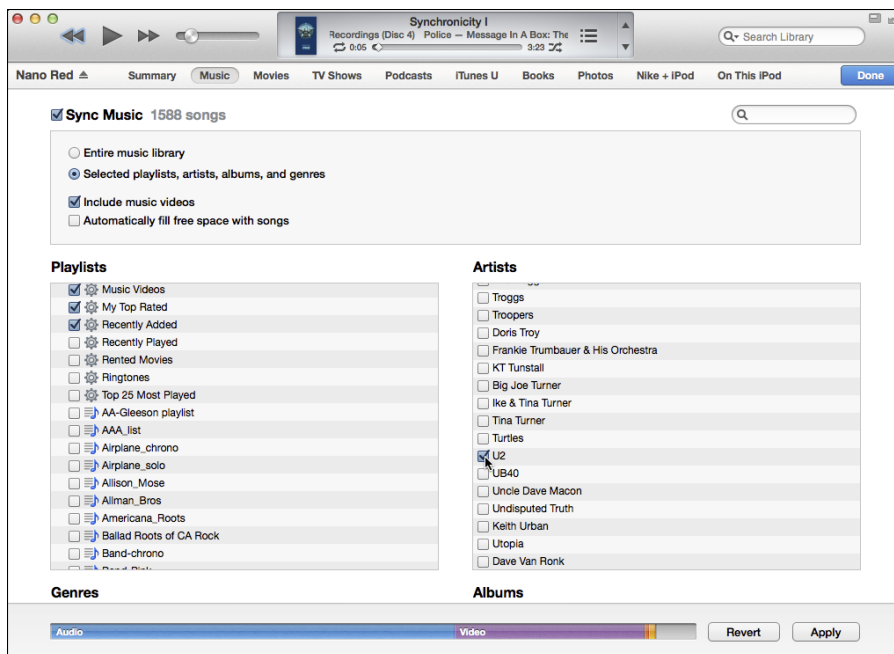 Synchronicity I
Recordings (Disc 4) Police — Message In A Box: The
0:05 3:23
Search Library
Nano Red Summary Music Movies TV Shows Podcasts iTunes U Books Photos Nike + iPod On This iPod Done
Sync Music 1588 songs
Entire music library
Selected playlists, artists, albums, and genres
Include music videos
Automatically fill free space with songs
Playlists
Music Videos
My Top Rated
Recently Added
Recently Played
Rented Movies
Ringtones
Top 25 Most Played
AA-Gleeson playlist
AAA_list
Airplane_chrono
Airplane_solo
Allison_Mose
Allman_Bros
Americana_Roots
Ballad Roots of CA Rock
Band-chrono
Artists
Troggs
Troopers
Doris Troy
Frankie Trumbauer & His Orchestra
KT Tunstall
Big Joe Turner
Ike & Tina Turner
Tina Turner
Turtles
U2
UB40
Uncle Dave Macon
Undisputed Truth
Keith Urban
Utopia
Dave Van Ronk
Genres
Albums
Audio
Video
Revert
Apply